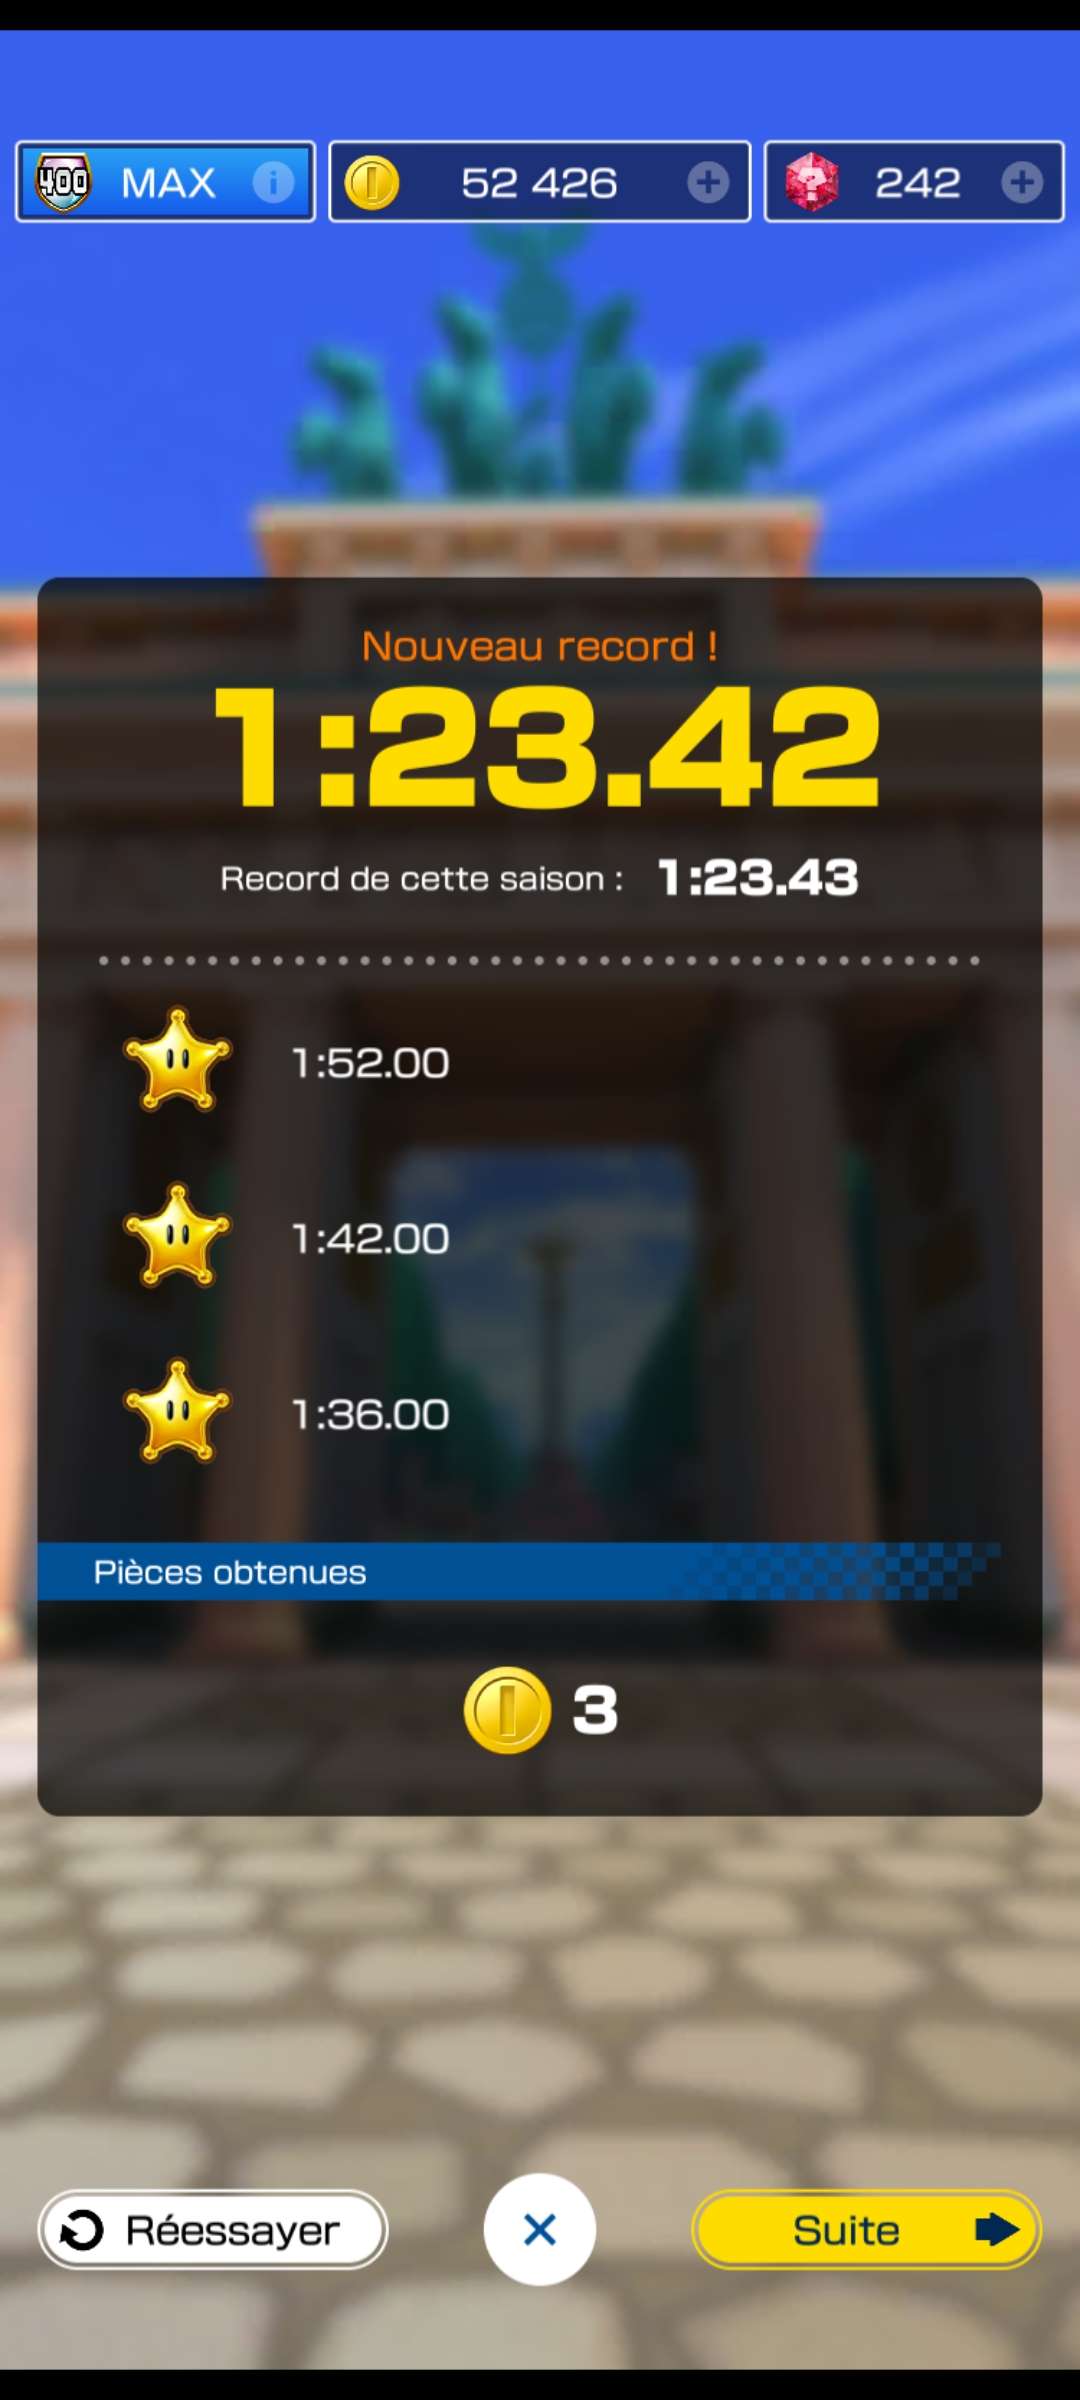 400 MAX i 52 426 + ? 242 +
Nouveau record !
1:23.42
Record de cette saison : 1:23.43
1:52.00
1:42.00
1:36.00
Pièces obtenues
3
Réessayer × Suite